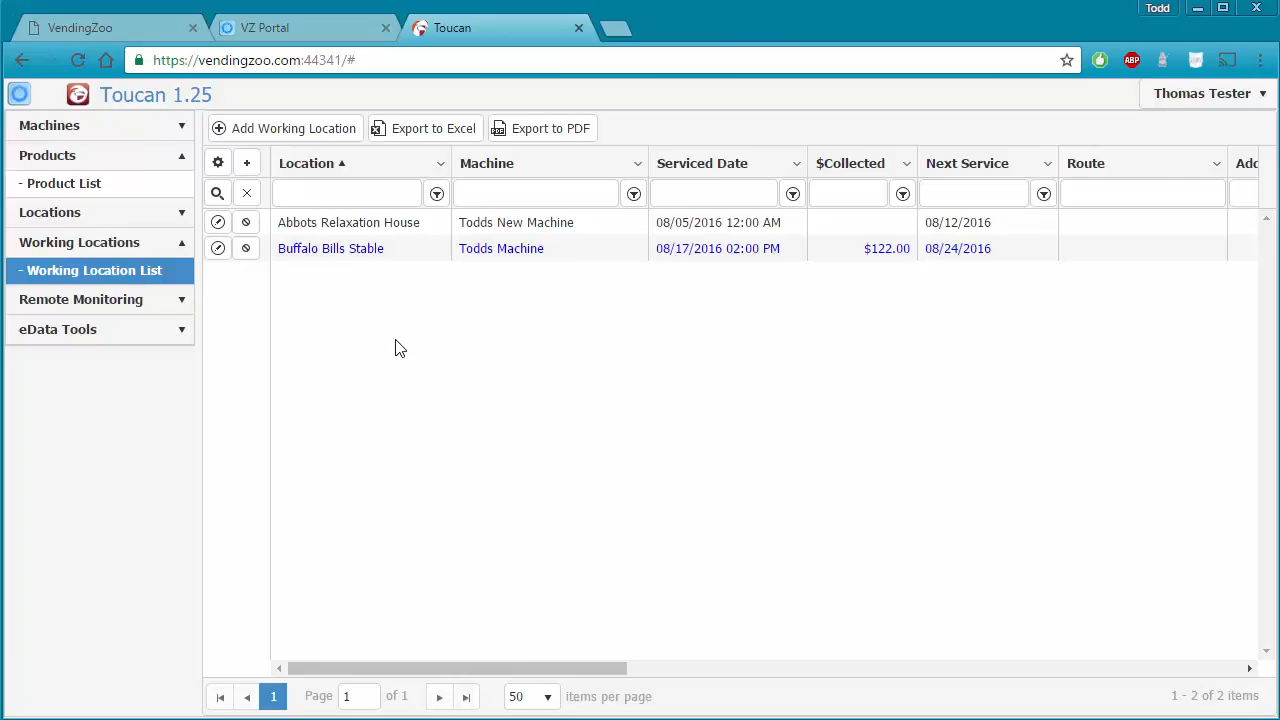 Todd
VendingZoo
VZ Portal
Toucan
https://vendingzoo.com:44341/#
ABP
Toucan 1.25
Thomas Tester
Machines
Products
- Product List
Locations
Working Locations
- Working Location List
Remote Monitoring
eData Tools
Add Working Location
Export to Excel
Export to PDF
Location Machine Serviced Date $Collected Next Service Route Add
Abbots Relaxation House Todds New Machine 08/05/2016 12:00 AM 08/12/2016
Buffalo Bills Stable Todds Machine 08/17/2016 02:00 PM $122.00 08/24/2016
1 Page 1 of 1 50 items per page 1 - 2 of 2 items